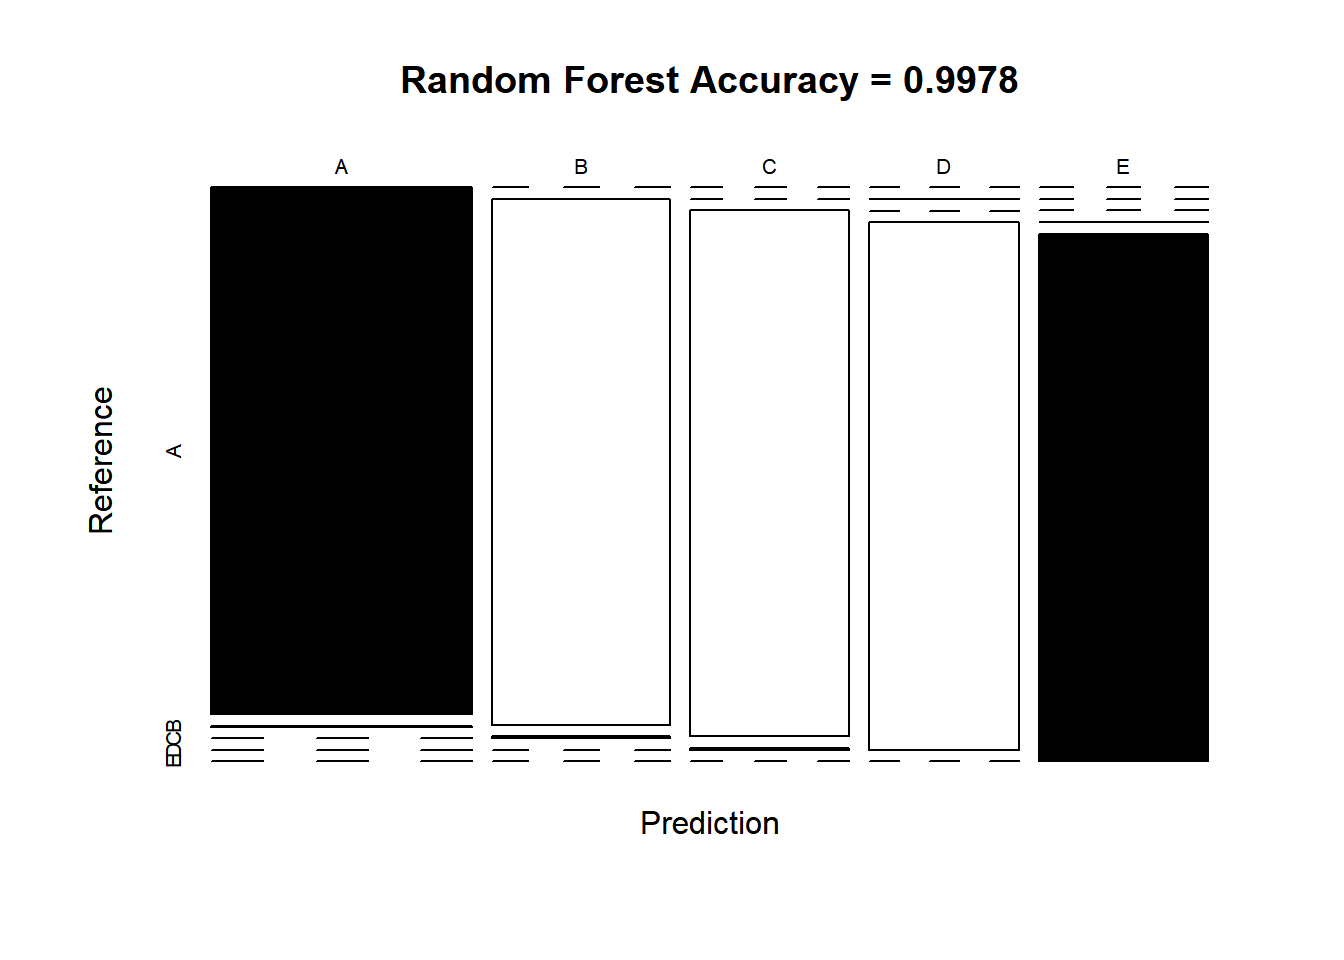 Random Forest Accuracy = 0.9978
A B C D E
Reference
A
EDCB
Prediction